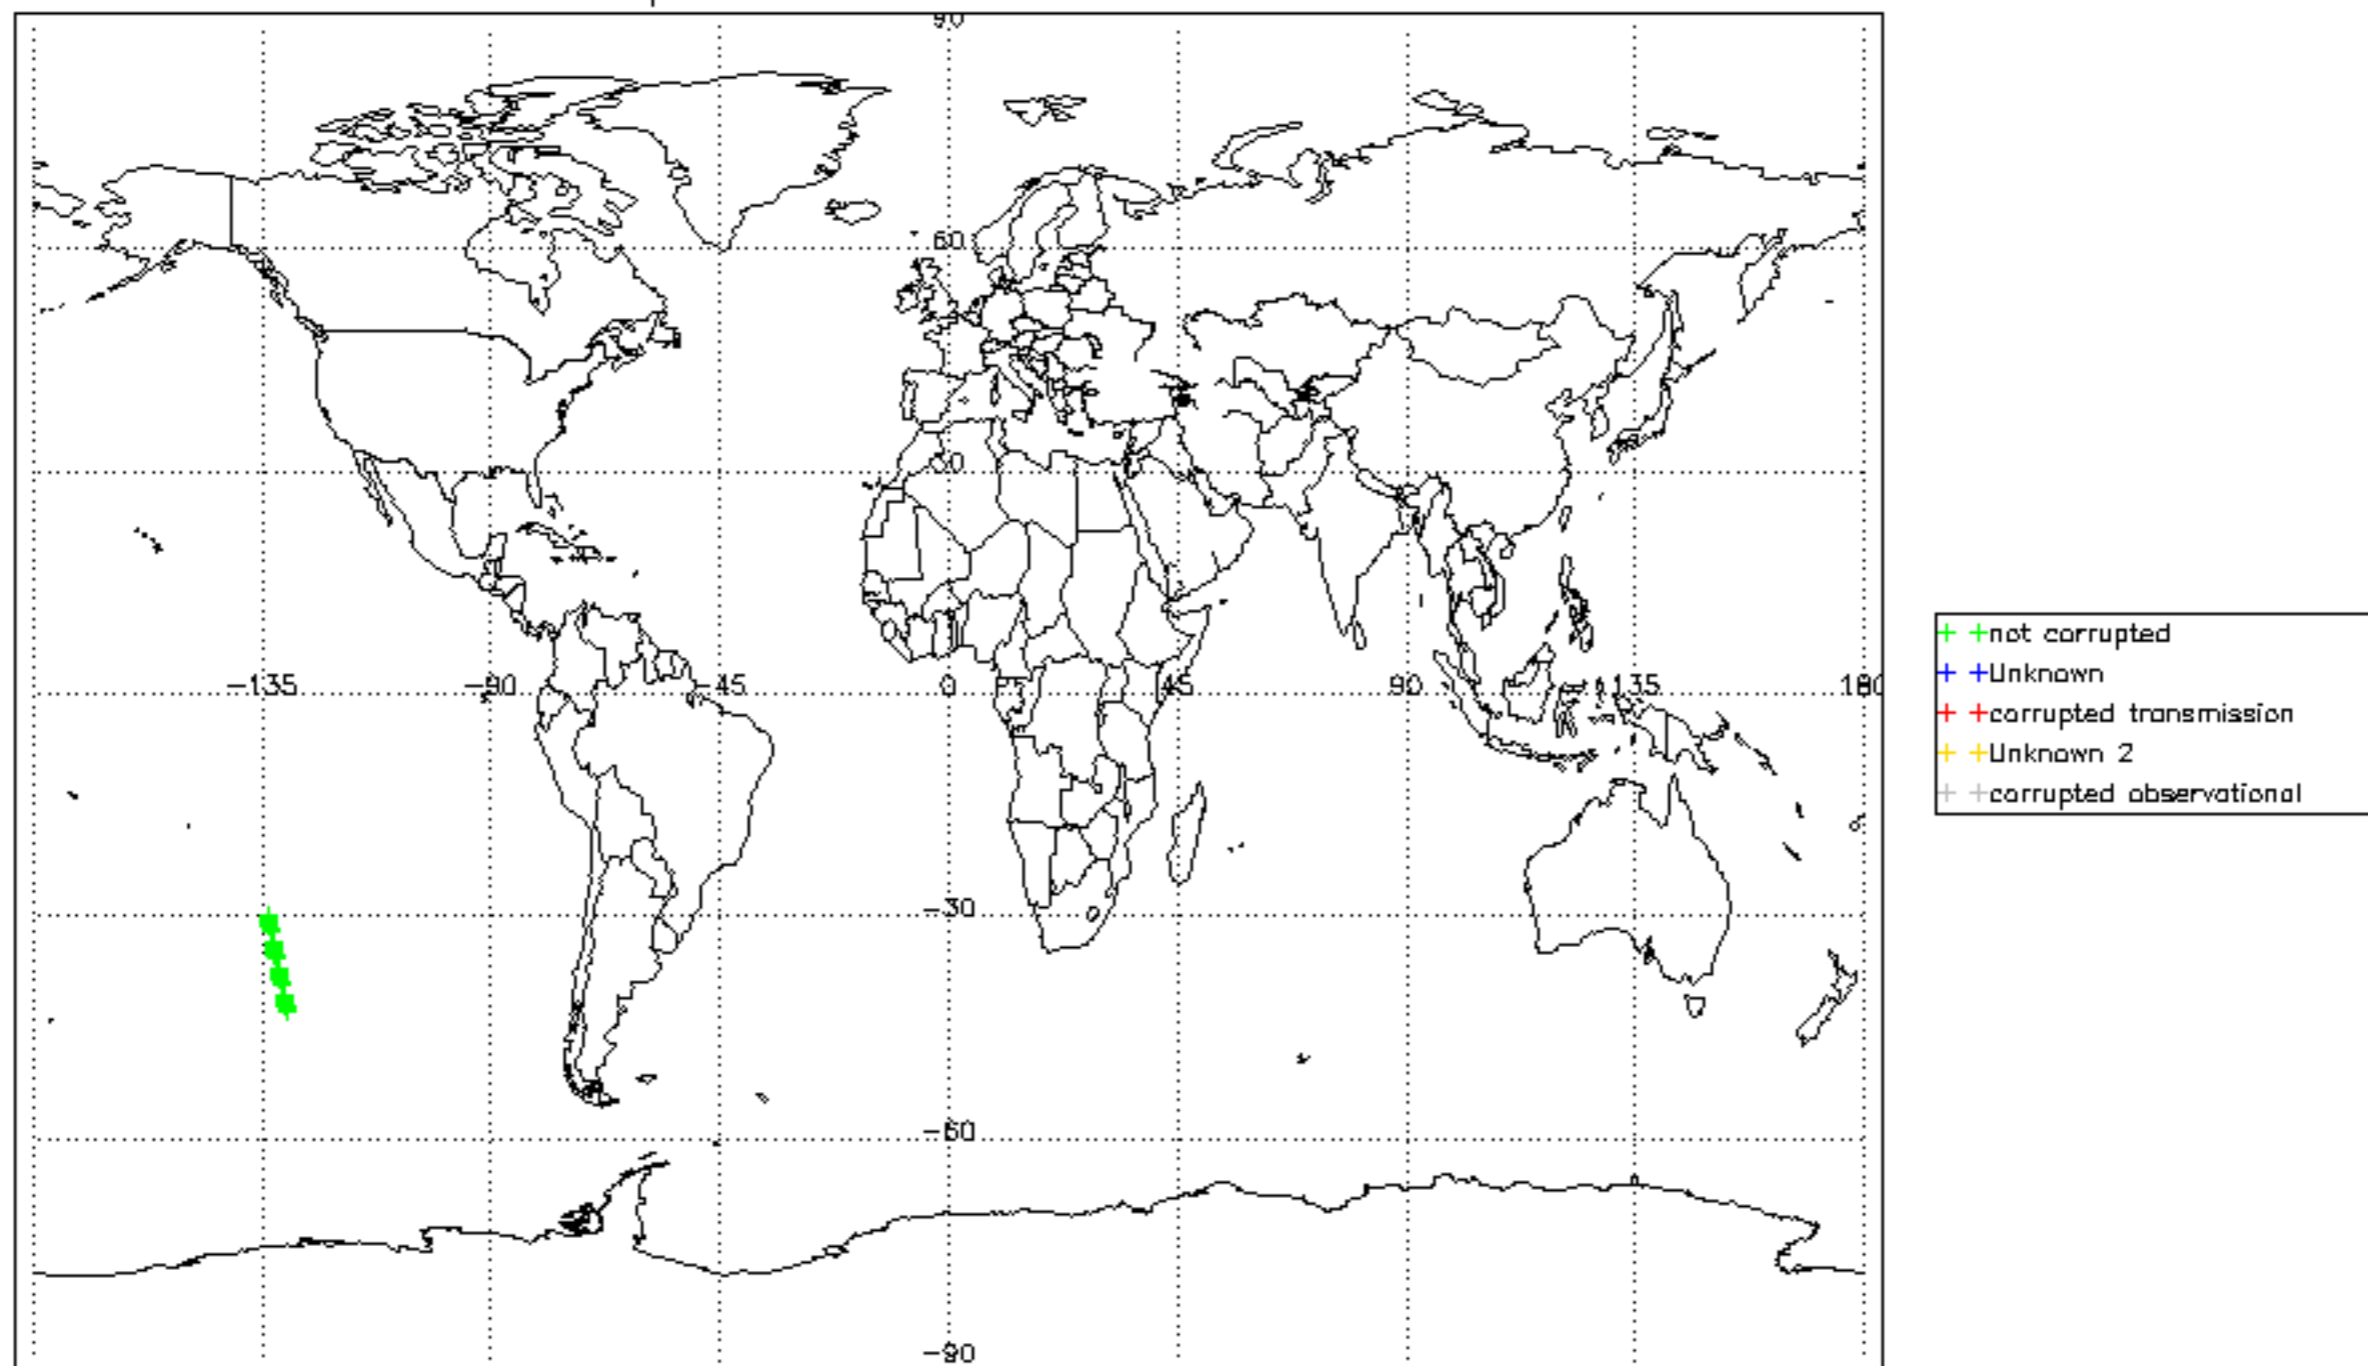 90
60
30
-135
-90
-45
0
45
90
135
180
-30
-60
-90
not corrupted
Unknown
corrupted transmission
Unknown 2
corrupted observational